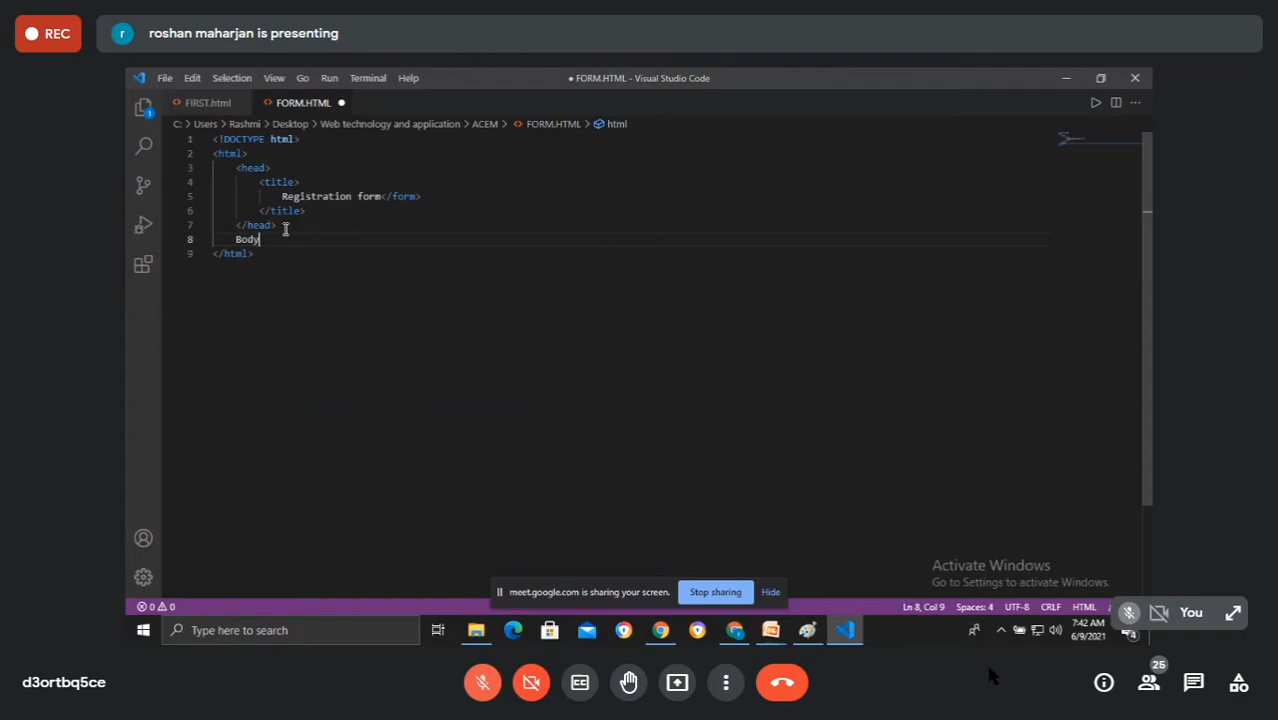 REC
r roshan maharjan is presenting
File Edit Selection View Go Run Terminal Help
● FORM.HTML - Visual Studio Code
FIRST.html
FORM.HTML ●
C: > Users > Rashmi > Desktop > Web technology and application > ACEM > FORM.HTML > html
1 <!DOCTYPE html>
2 <html>
3 <head>
4 <title>
5 Registration form</form>
6 </title>
7 </head>
8 Body
9 </html>
1
Activate Windows
Go to Settings to activate Windows.
meet.google.com is sharing your screen. Stop sharing Hide
0 0 Ln 8, Col 9 Spaces: 4 UTF-8 CRLF HTML
You
Type here to search
7:42 AM
6/9/2021
4
d3ortbq5ce
25